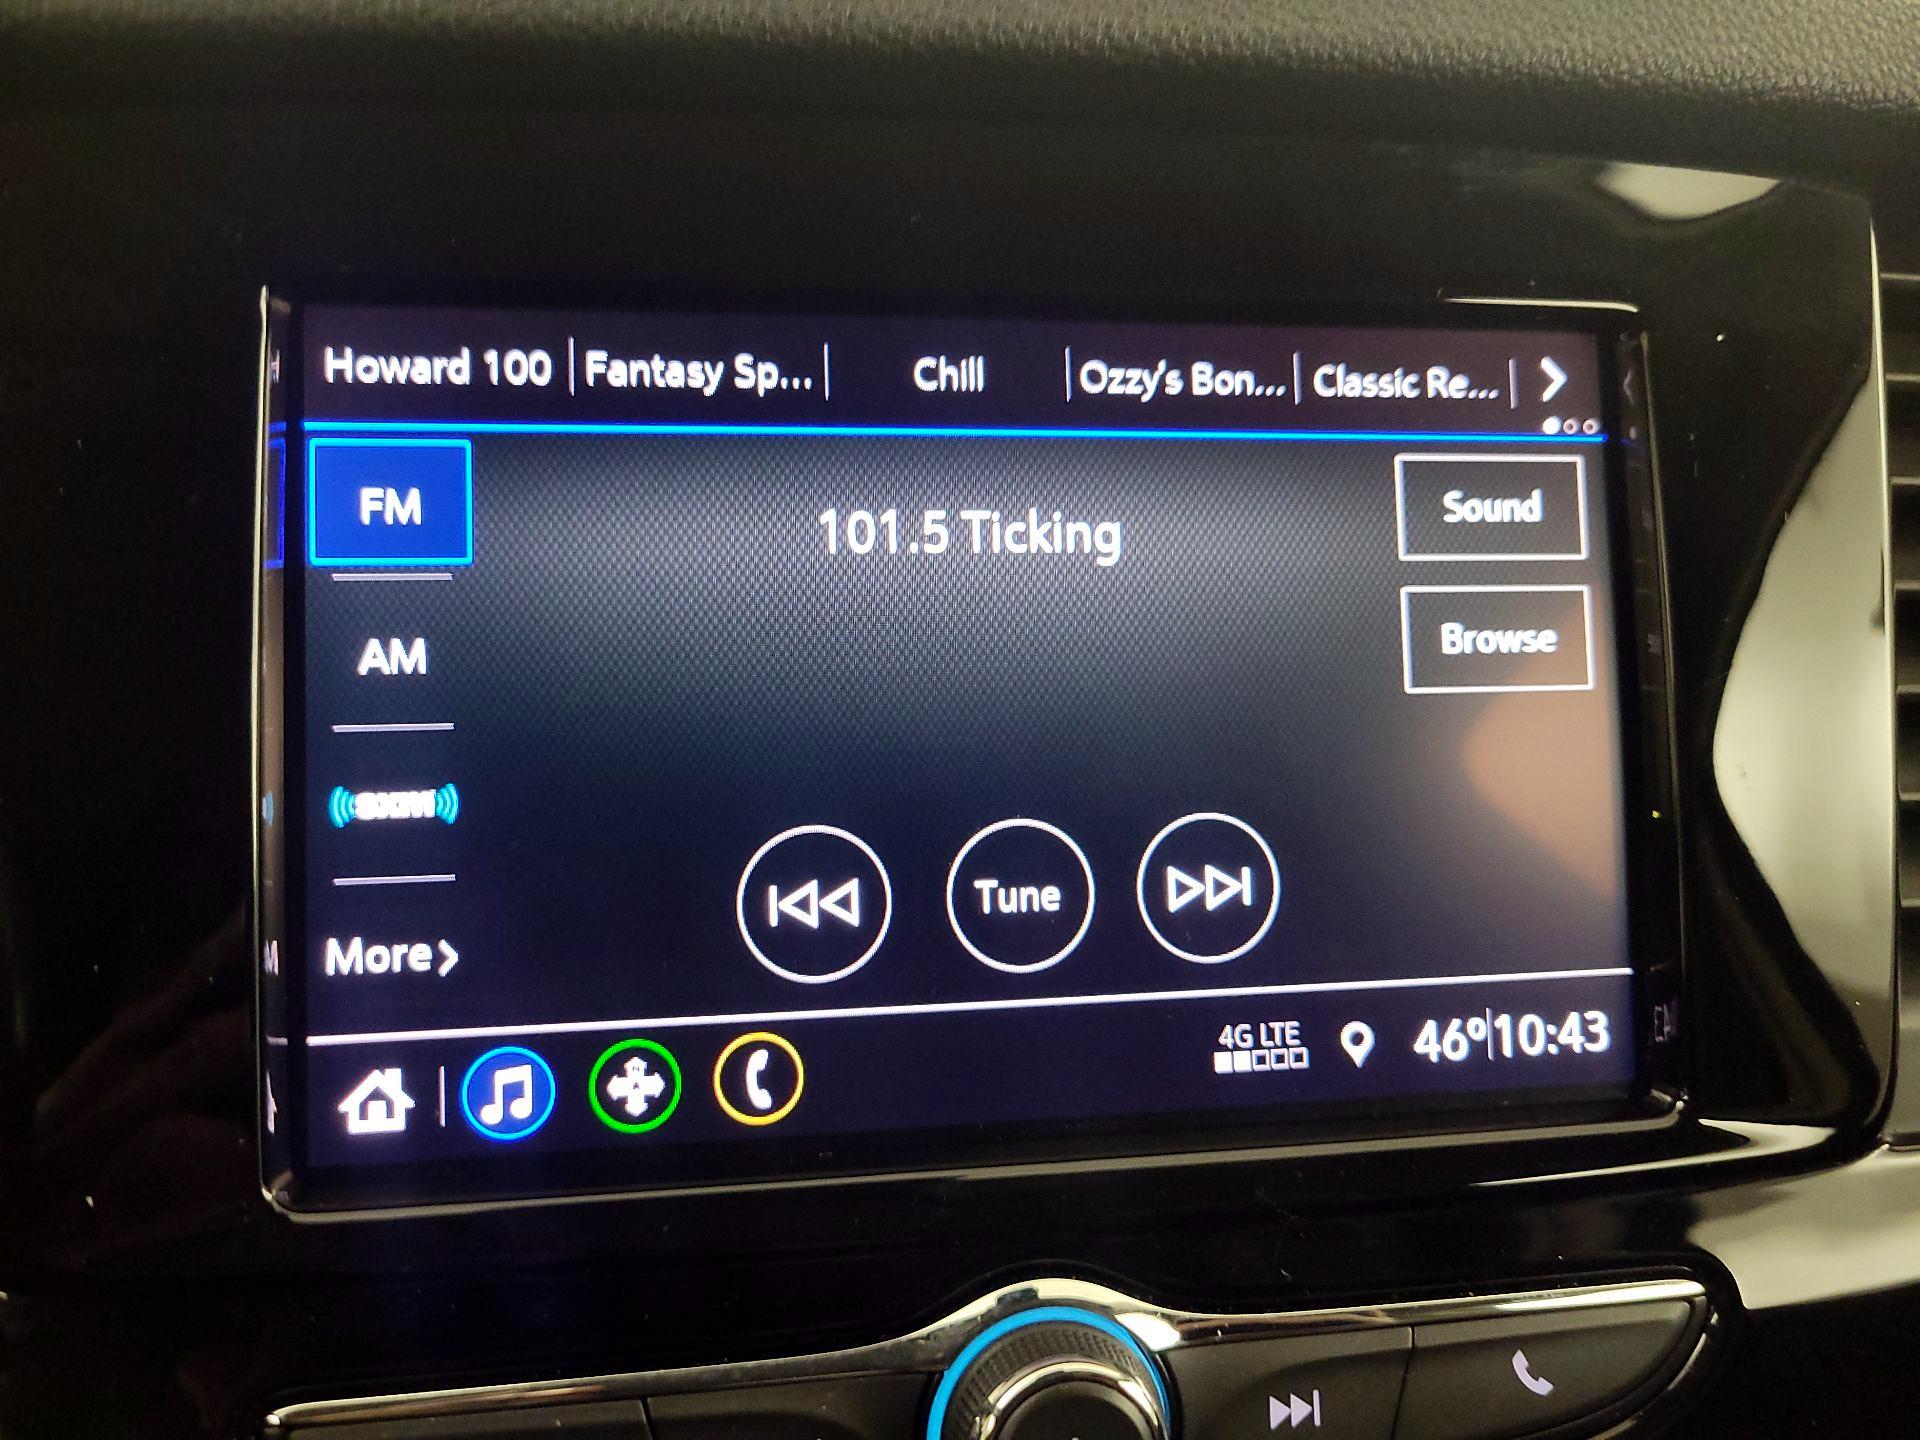 Howard 100
Fantasy Sp...
Chill
Ozzy's Bon...
Classic Re...
FM
101.5 Ticking
Sound
AM
Browse
sxm
More
Tune
4G LTE
46° 10:43